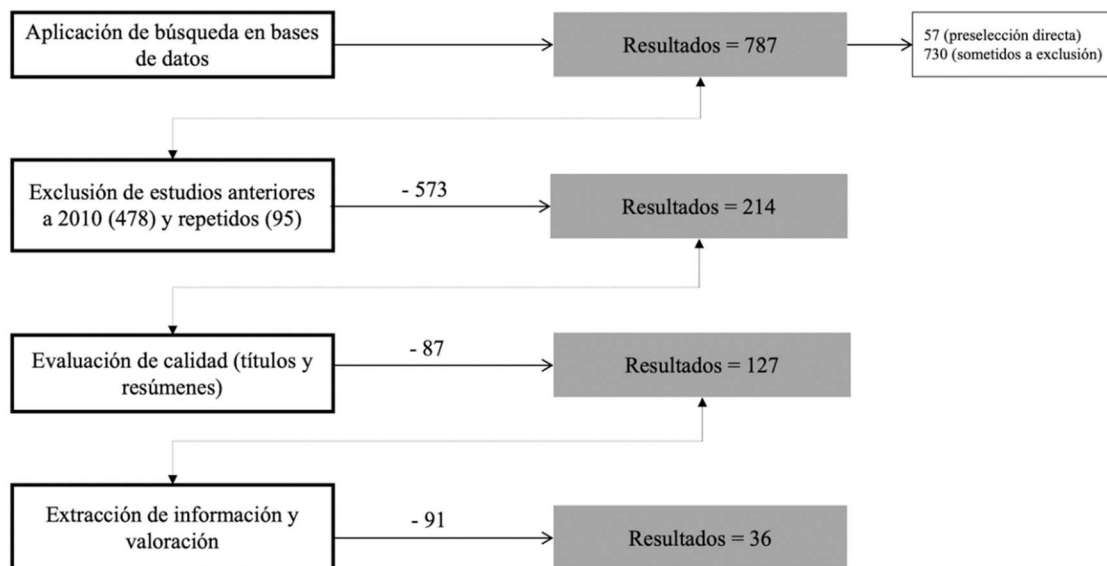 Aplicación de búsqueda en bases
de datos
Resultados = 787
57 (preselección directa)
730 (sometidos a exclusión)
Exclusión de estudios anteriores
a 2010 (478) y repetidos (95)
- 573
Resultados = 214
Evaluación de calidad (títulos y
resúmenes)
- 87
Resultados = 127
Extracción de información y
valoración
- 91
Resultados = 36